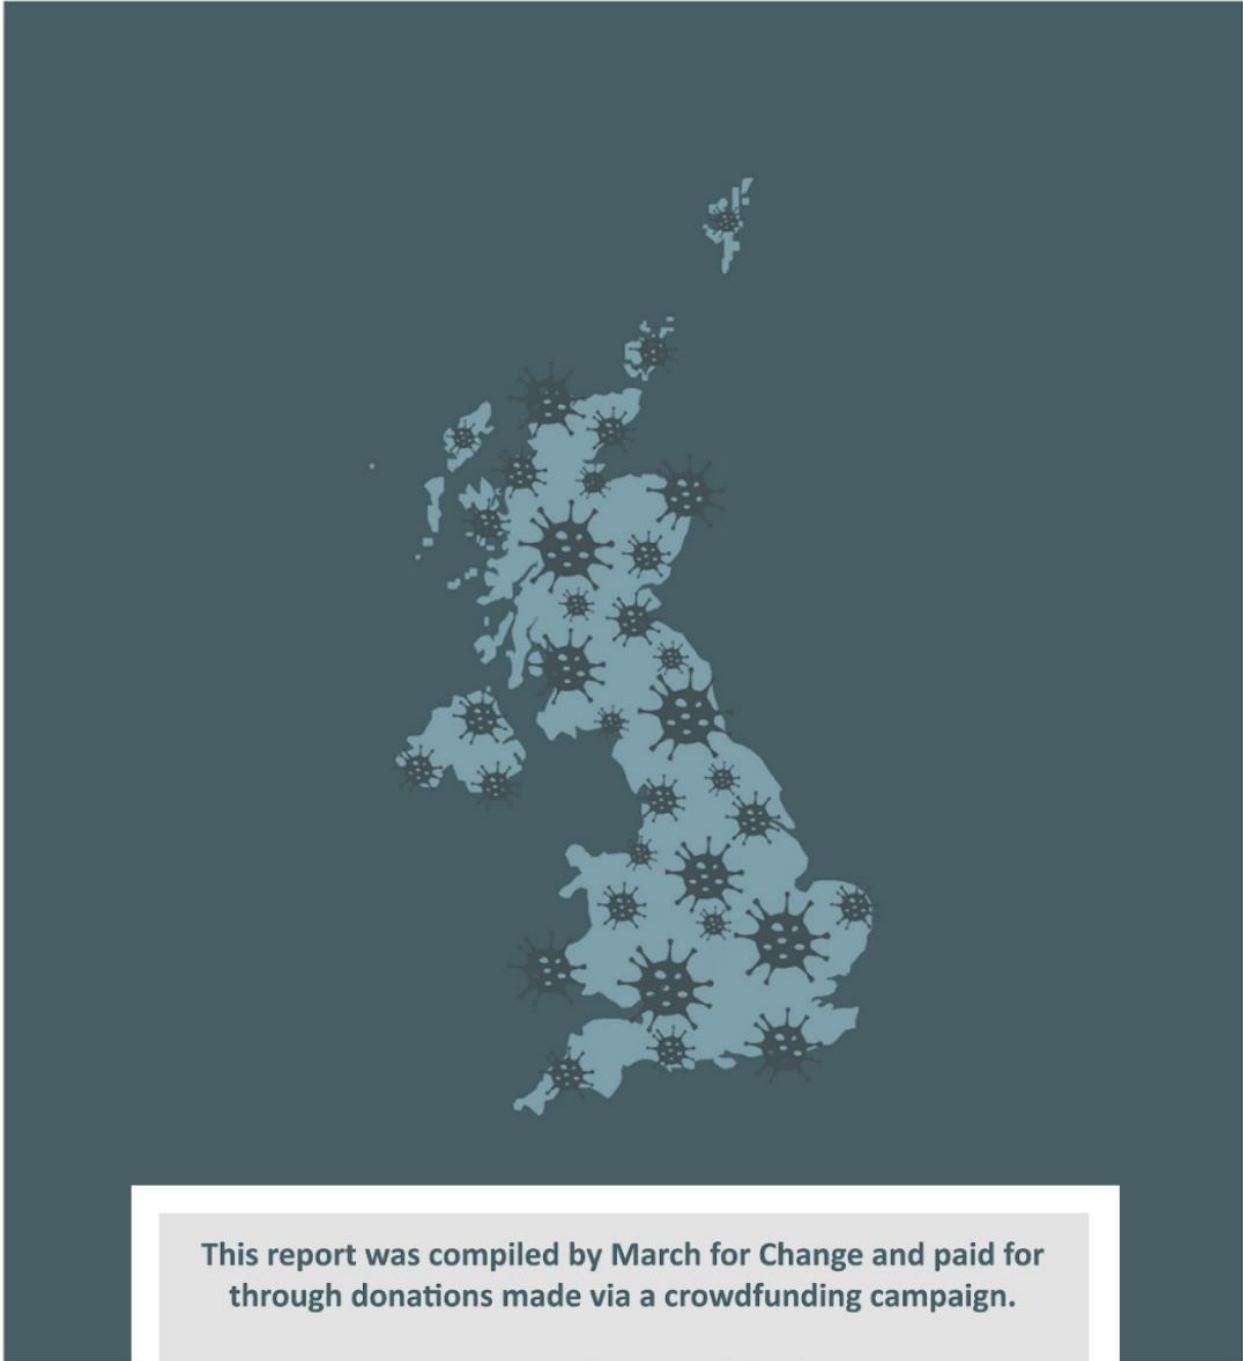 This report was compiled by March for Change and paid for
through donations made via a crowdfunding campaign.